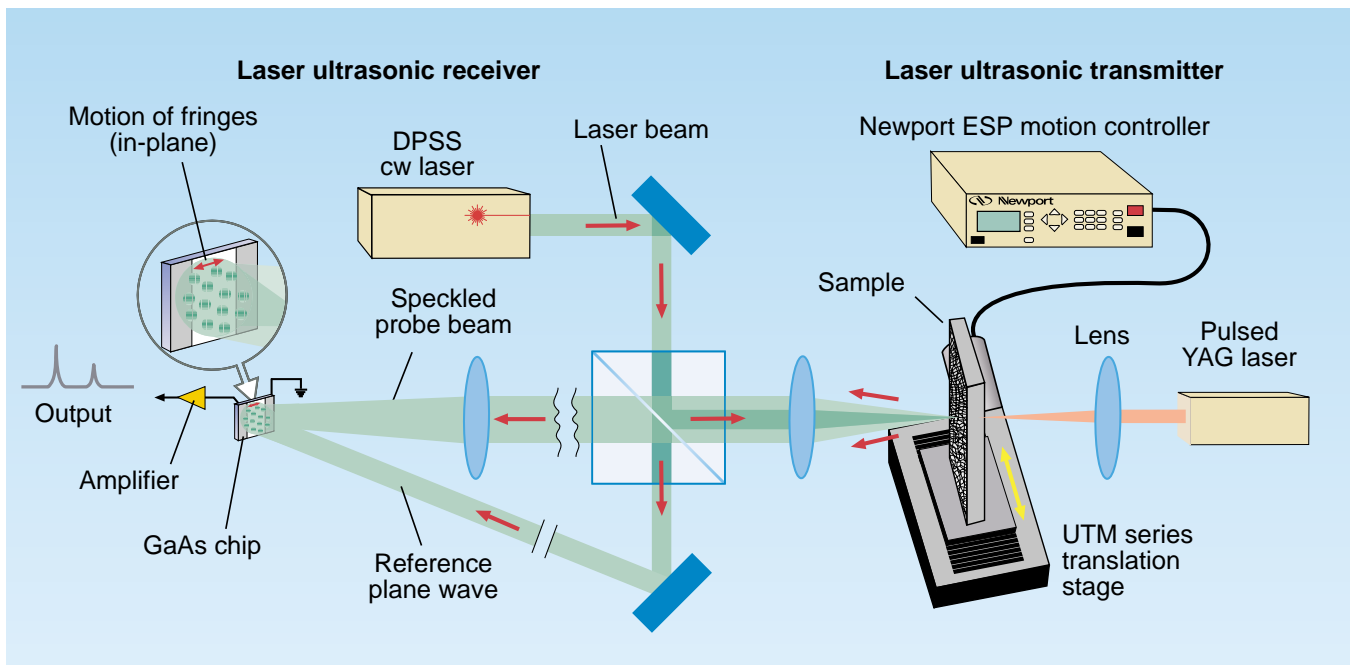 Laser ultrasonic receiver
Laser ultrasonic transmitter
Motion of fringes
(in-plane)
DPSS
cw laser
Laser beam
Newport ESP motion controller
Newport
Speckled
probe beam
Sample
Lens
Pulsed
YAG laser
Output
Amplifier
GaAs chip
Reference
plane wave
UTM series
translation
stage